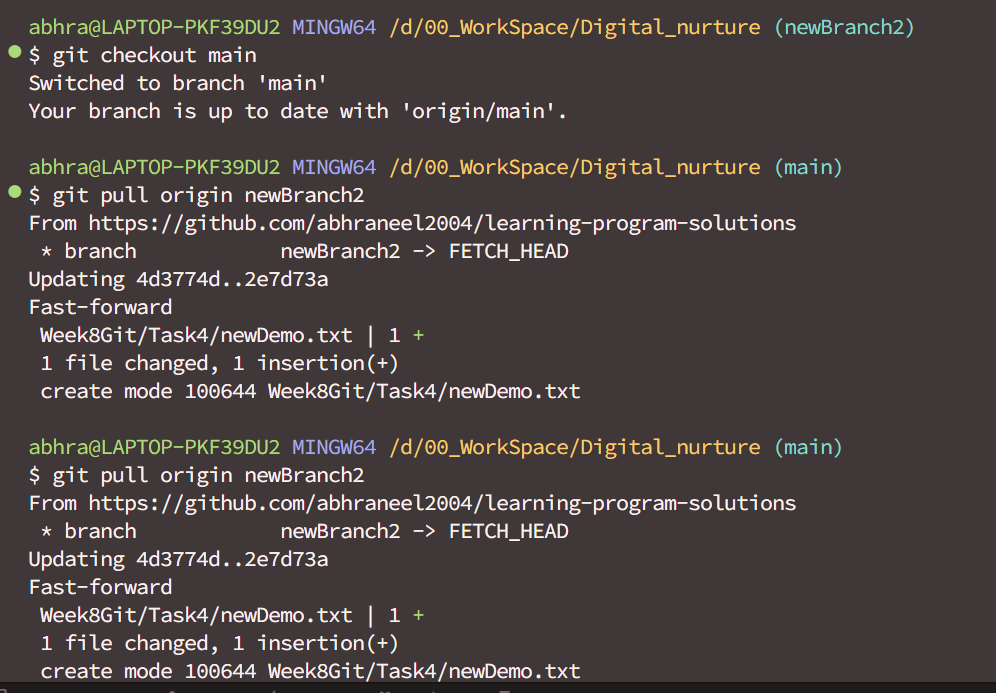 abhra@LAPTOP-PKF39DU2 MINGW64 /d/00_WorkSpace/Digital_nurture (newBranch2)
$ git checkout main
Switched to branch 'main'
Your branch is up to date with 'origin/main'.
abhra@LAPTOP-PKF39DU2 MINGW64 /d/00_WorkSpace/Digital_nurture (main)
$ git pull origin newBranch2
From https://github.com/abhraneel2004/learning-program-solutions
 * branch            newBranch2 -> FETCH_HEAD
Updating 4d3774d..2e7d73a
Fast-forward
 Week8Git/Task4/newDemo.txt | 1 +
 1 file changed, 1 insertion(+)
 create mode 100644 Week8Git/Task4/newDemo.txt
abhra@LAPTOP-PKF39DU2 MINGW64 /d/00_WorkSpace/Digital_nurture (main)
$ git pull origin newBranch2
From https://github.com/abhraneel2004/learning-program-solutions
 * branch            newBranch2 -> FETCH_HEAD
Updating 4d3774d..2e7d73a
Fast-forward
 Week8Git/Task4/newDemo.txt | 1 +
 1 file changed, 1 insertion(+)
 create mode 100644 Week8Git/Task4/newDemo.txt